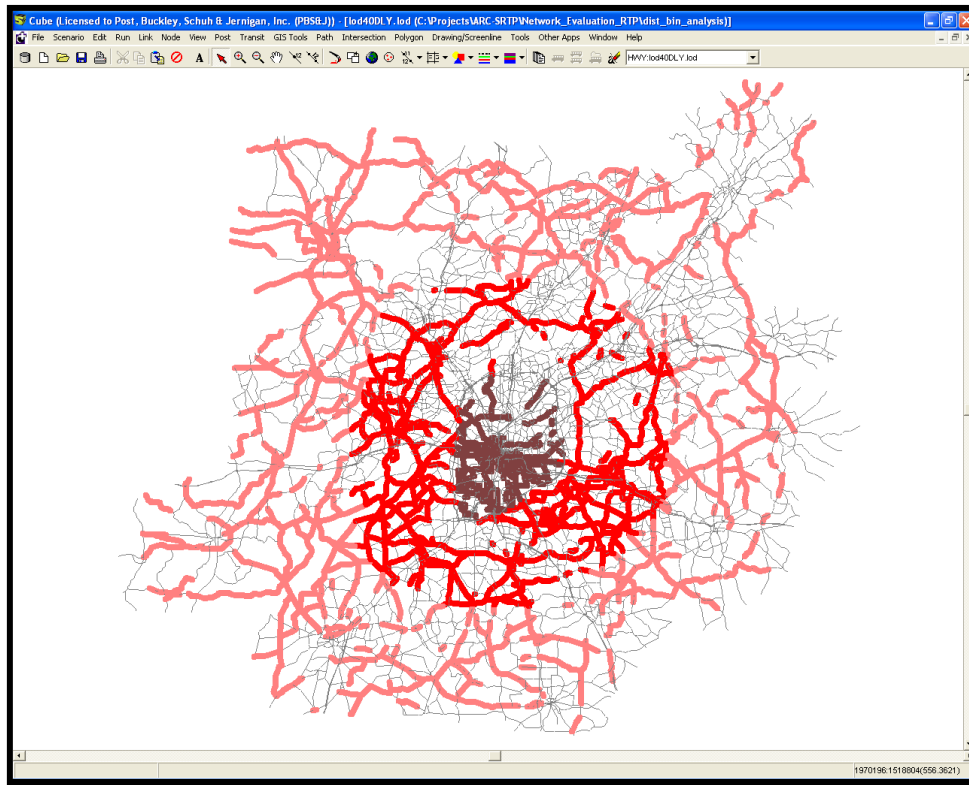 Cube (Licensed to Post, Buckley, Schuh & Jernigan, Inc. (PBS&J)) - [lod40DLY.lod (C:\Projects\ARC-SRTP\Network_Evaluation_RTP\dist_bin_analysis)]
File Scenario Edit Run Link Node View Post Transit GIS Tools Path Intersection Polygon Drawing/Screenline Tools Other Apps Window Help
A HWY:lod40DLY.lod
1970196:1518804(556.3621)